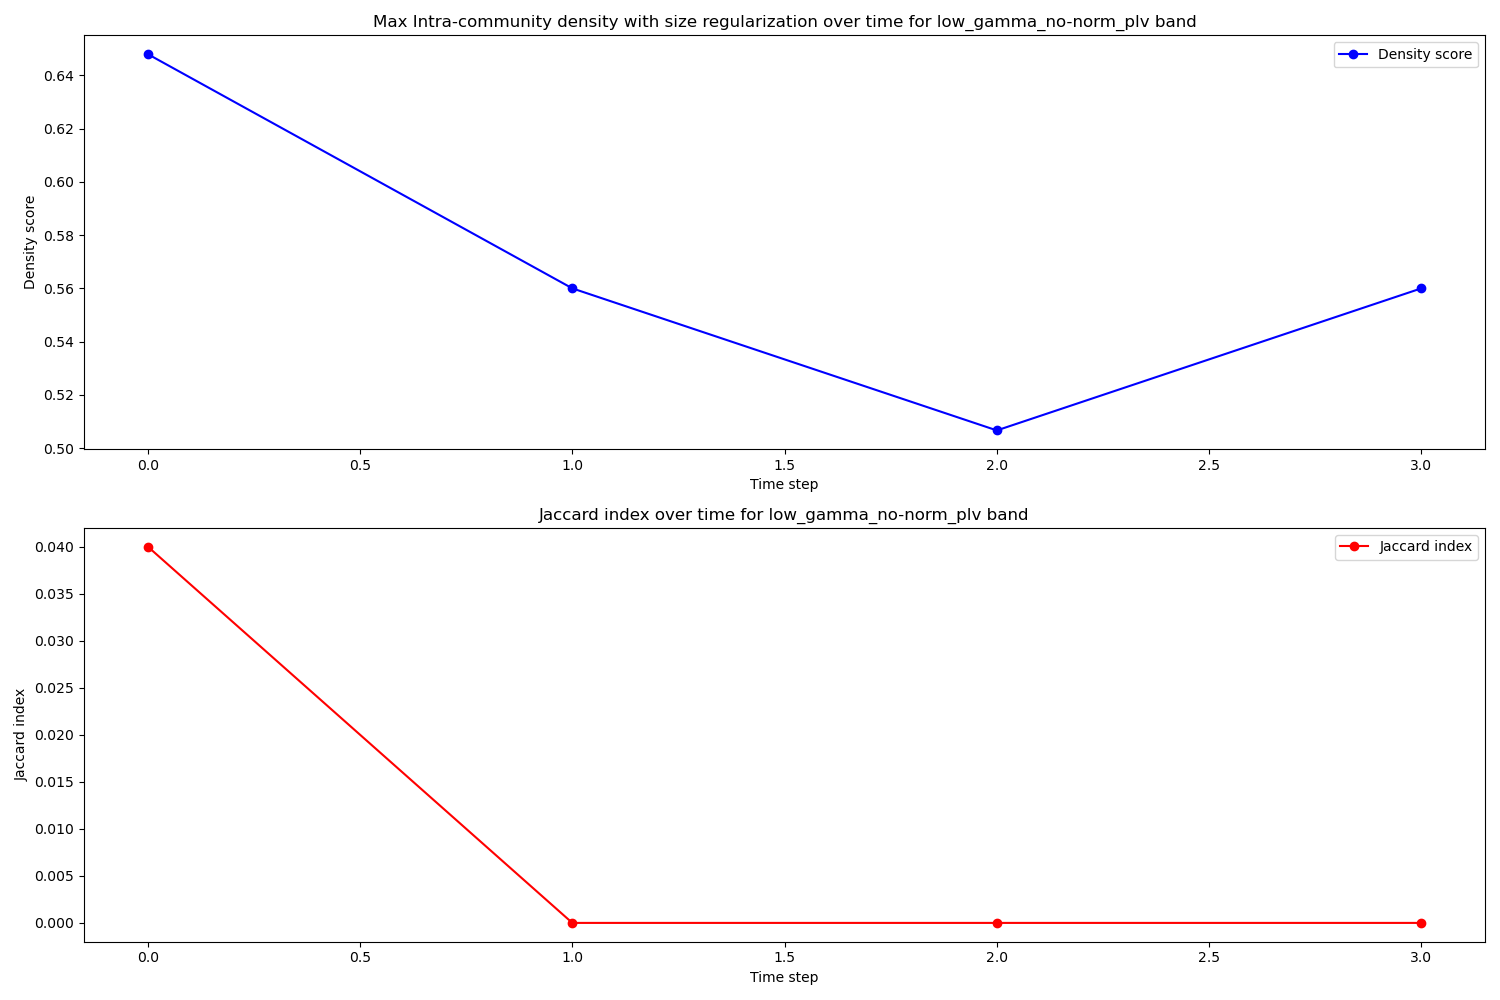 Max Intra-community density with size regularization over time for low_gamma_no-norm_plv band
Density score
0.64
0.62
0.60
0.58
0.56
0.54
0.52
0.50
Density score
0.0 0.5 1.0 1.5 2.0 2.5 3.0
Time step
Jaccard index over time for low_gamma_no-norm_plv band
Jaccard index
0.040
0.035
0.030
0.025
0.020
0.015
0.010
0.005
0.000
Jaccard index
0.0 0.5 1.0 1.5 2.0 2.5 3.0
Time step